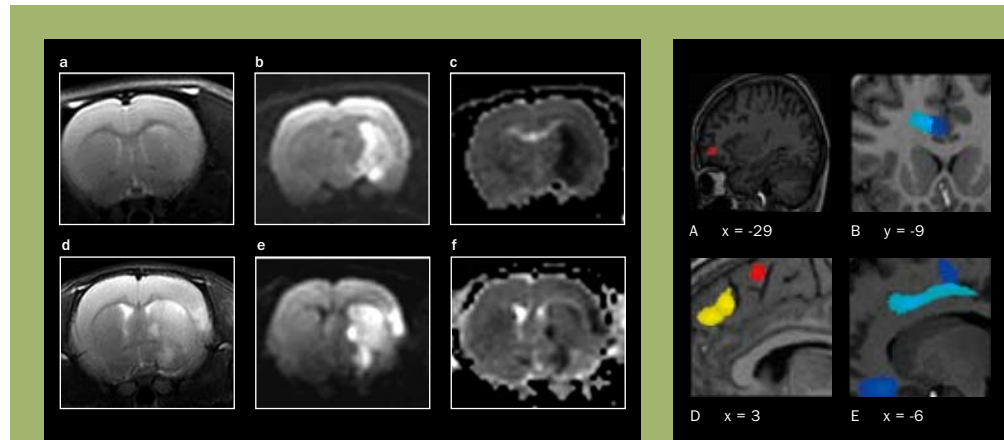 a b c
d e f
A x = -29 B y = -9
D x = 3 E x = -6